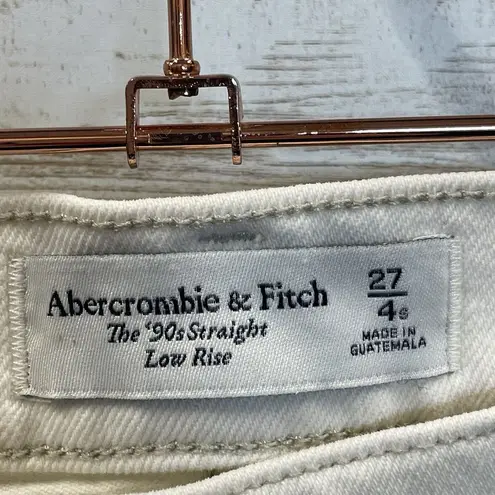 Abercrombie & Fitch
The '90s Straight
Low Rise
27
4s
MADE IN
GUATEMALA